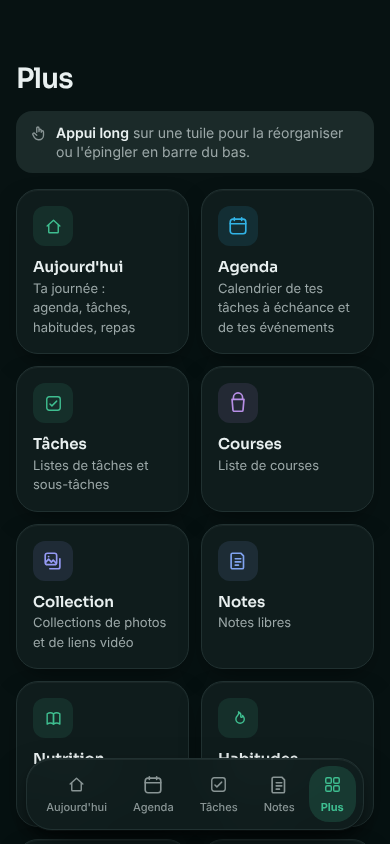 Plus
Appui long sur une tuile pour la réorganiser
ou l'épingler en barre du bas.
Aujourd'hui
Ta journée :
agenda, tâches,
habitudes, repas
Agenda
Calendrier de tes
tâches à échéance et
de tes événements
Tâches
Listes de tâches et
sous-tâches
Courses
Liste de courses
Collection
Collections de photos
et de liens vidéo
Notes
Notes libres
Nutrition
Habitudes
Aujourd'hui
Agenda
Tâches
Notes
Plus